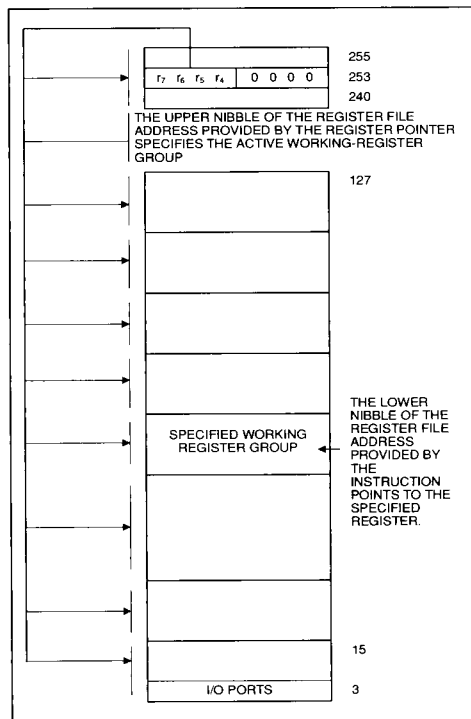 255
r7 r6 r5 r4 0 0 0 0 253
240
THE UPPER NIBBLE OF THE REGISTER FILE
ADDRESS PROVIDED BY THE REGISTER POINTER
SPECIFIES THE ACTIVE WORKING-REGISTER
GROUP
127
SPECIFIED WORKING
REGISTER GROUP
THE LOWER
NIBBLE OF THE
REGISTER FILE
ADDRESS
PROVIDED BY
THE
INSTRUCTION
POINTS TO THE
SPECIFIED
REGISTER.
15
I/O PORTS 3